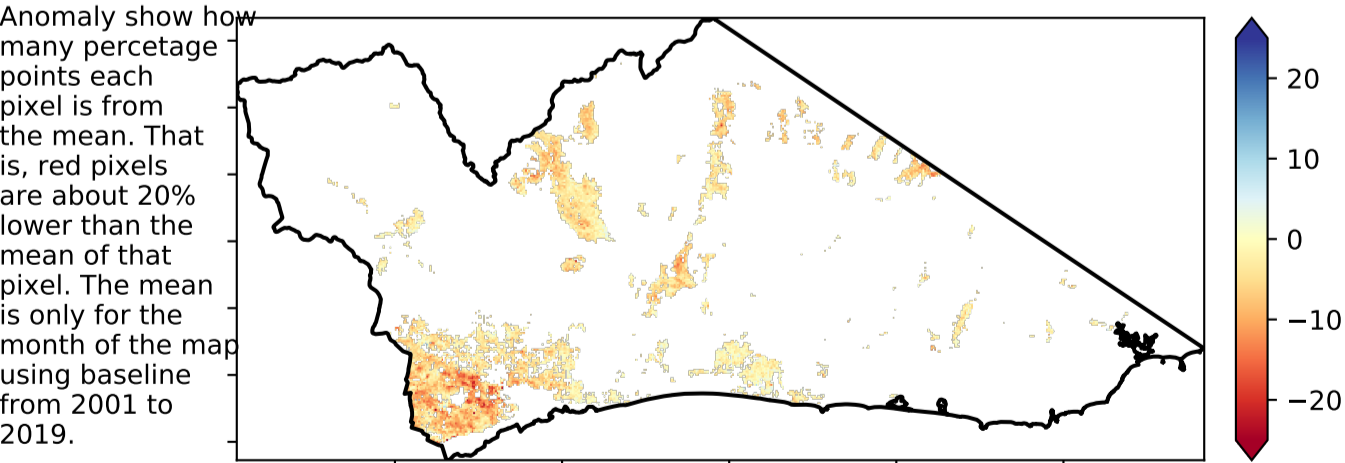 Anomaly show how
many percetage
points each
pixel is from
the mean. That
is, red pixels
are about 20%
lower than the
mean of that
pixel. The mean
is only for the
month of the map
using baseline
from 2001 to
2019.
20
10
0
−10
−20